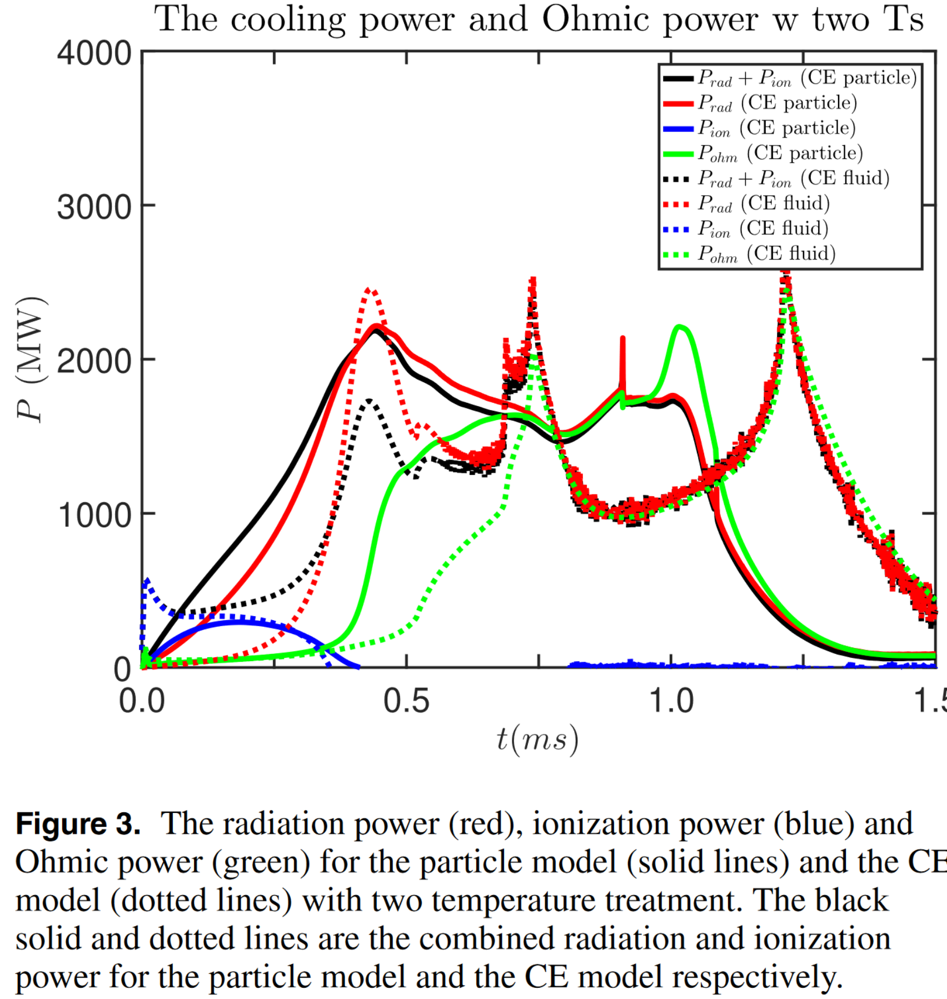 The cooling power and Ohmic power w two Ts
4000
3000
2000
1000
0
P (MW)
P_rad + P_ion (CE particle)
P_rad (CE particle)
P_ion (CE particle)
P_ohm (CE particle)
P_rad + P_ion (CE fluid)
P_rad (CE fluid)
P_ion (CE fluid)
P_ohm (CE fluid)
0.0 0.5 1.0 1.5
t(ms)
Figure 3. The radiation power (red), ionization power (blue) and
Ohmic power (green) for the particle model (solid lines) and the CE
model (dotted lines) with two temperature treatment. The black
solid and dotted lines are the combined radiation and ionization
power for the particle model and the CE model respectively.